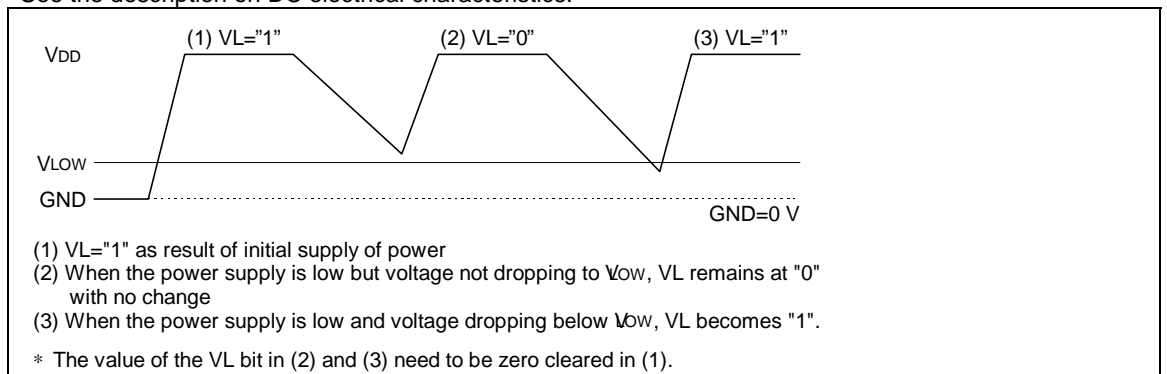 See the description on DC electrical characteristics.
(1) VL="1" (2) VL="0" (3) VL="1"
VDD
VLOW
GND
GND=0 V
(1) VL="1" as result of initial supply of power
(2) When the power supply is low but voltage not dropping to VLOW, VL remains at "0"
with no change
(3) When the power supply is low and voltage dropping below VLOW, VL becomes "1".
* The value of the VL bit in (2) and (3) need to be zero cleared in (1).